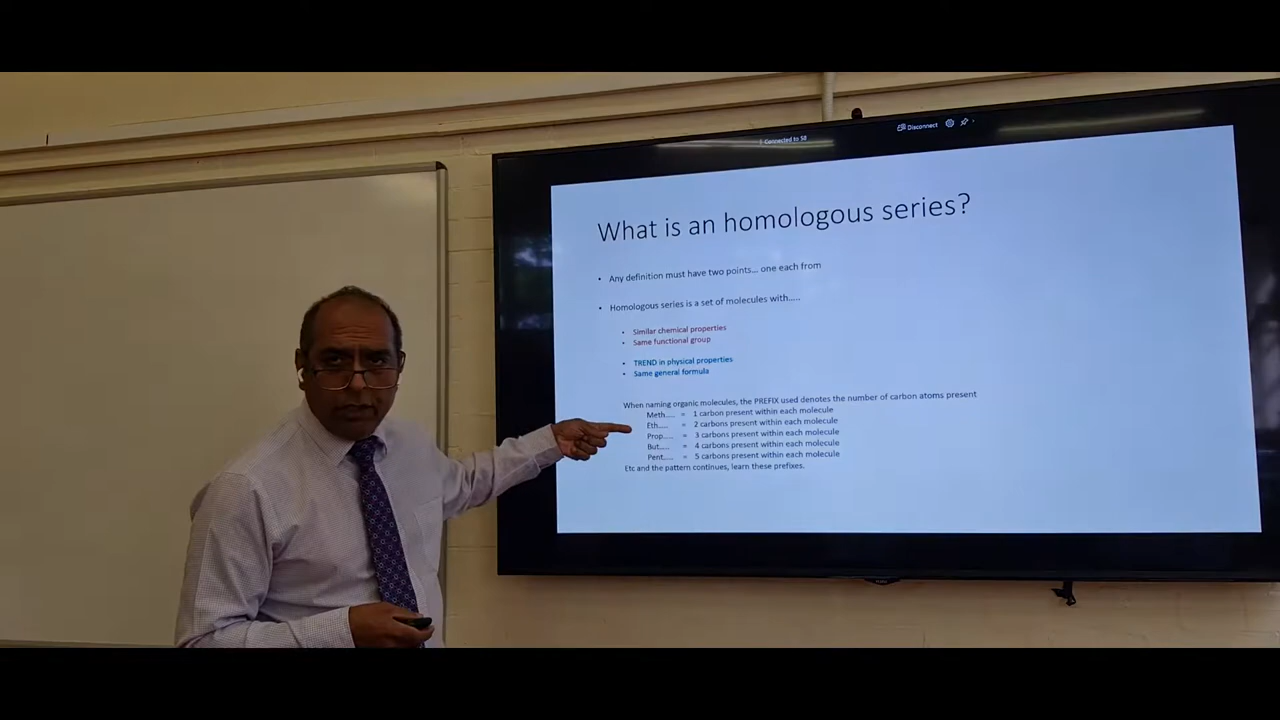 Connected to S8
Disconnect
What is an homologous series?
• Any definition must have two points... one each from
• Homologous series is a set of molecules with.....
• Similar chemical properties
• Same functional group
• TREND in physical properties
• Same general formula
When naming organic molecules, the PREFIX used denotes the number of carbon atoms present
Meth..... = 1 carbon present within each molecule
Eth..... = 2 carbons present within each molecule
Prop..... = 3 carbons present within each molecule
But..... = 4 carbons present within each molecule
Pent..... = 5 carbons present within each molecule
Etc and the pattern continues, learn these prefixes.